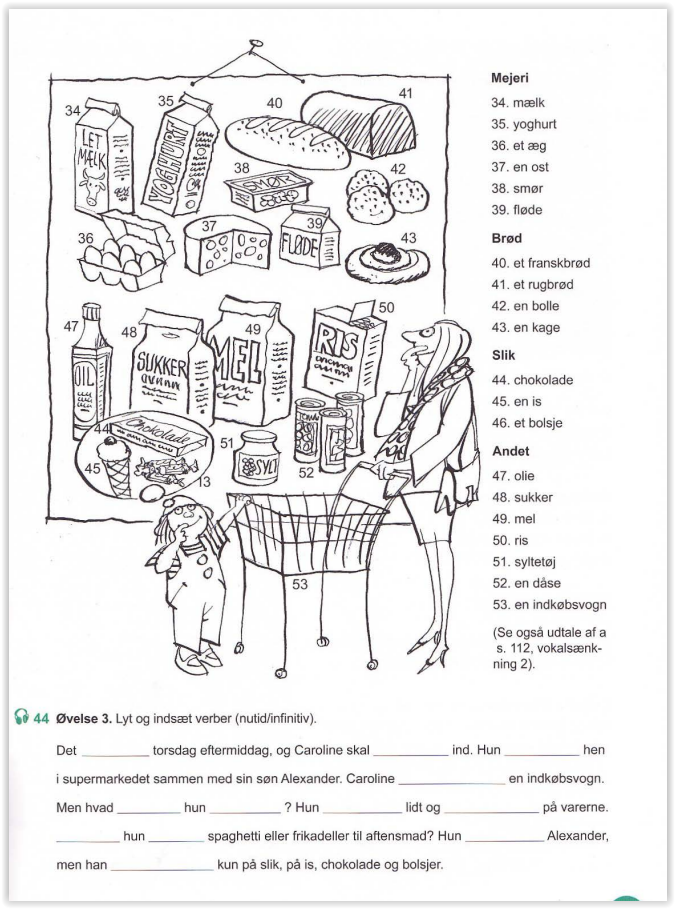 34
LET
MÆLK
35
YOGHURT
40
41
38
SMØR
42
36
37
39
FLØDE
43
47
OIL
48
SUKKER
49
MEL
50
RIS
44
Chokolade
45
13
51
SYLT
52
53
Mejeri
34. mælk
35. yoghurt
36. et æg
37. en ost
38. smør
39. fløde
Brød
40. et franskbrød
41. et rugbrød
42. en bolle
43. en kage
Slik
44. chokolade
45. en is
46. et bolsje
Andet
47. olie
48. sukker
49. mel
50. ris
51. syltetøj
52. en dåse
53. en indkøbsvogn
(Se også udtale af a
s. 112, vokalsænk-
ning 2).
44 Øvelse 3. Lyt og indsæt verber (nutid/infinitiv).
Det __________ torsdag eftermiddag, og Caroline skal ___________ ind. Hun ___________ hen
i supermarkedet sammen med sin søn Alexander. Caroline ________________ en indkøbsvogn.
Men hvad _________ hun __________ ? Hun ___________ lidt og ______________ på varerne.
_________ hun ________ spaghetti eller frikadeller til aftensmad? Hun ___________ Alexander,
men han _______________ kun på slik, på is, chokolade og bolsjer.